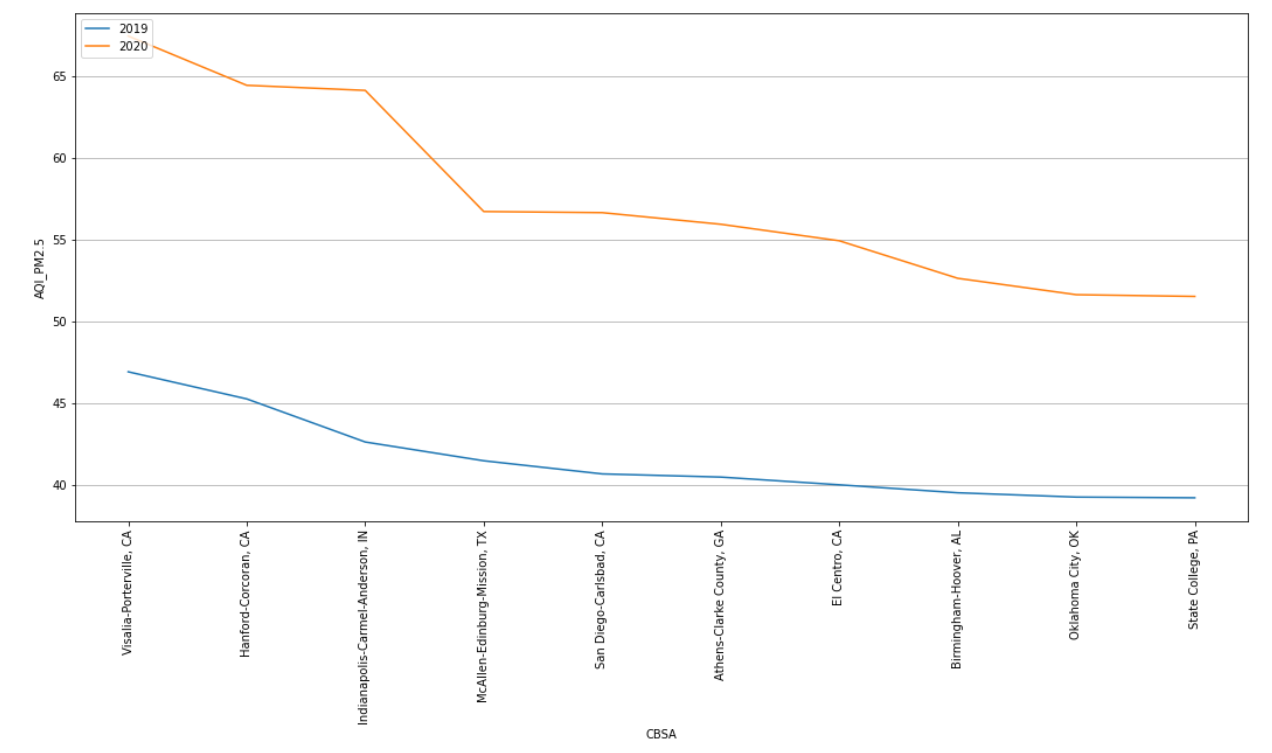 2019
2020
65
60
55
50
45
40
AQI_PM2.5
Visalia-Porterville, CA
Hanford-Corcoran, CA
Indianapolis-Carmel-Anderson, IN
McAllen-Edinburg-Mission, TX
San Diego-Carlsbad, CA
Athens-Clarke County, GA
El Centro, CA
Birmingham-Hoover, AL
Oklahoma City, OK
State College, PA
CBSA